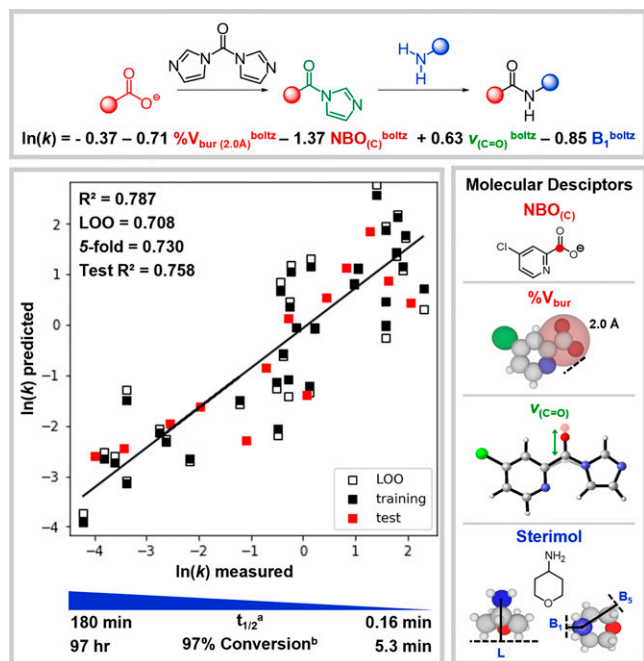 O
O
⊖
O
N
N
N
N
H
N
H
O
N
N
O
N
H
ln(k) = - 0.37 – 0.71 %Vbur (2.0Å)boltz – 1.37 NBO(C)boltz + 0.63 ν(C=O)boltz – 0.85 B1boltz
R² = 0.787
LOO = 0.708
5-fold = 0.730
Test R² = 0.758
ln(k) predicted
2
1
0
−1
−2
−3
−4
LOO
training
test
−4
−3
−2
−1
0
1
2
ln(k) measured
180 min
t1/2a
0.16 min
97 hr
97% Conversionb
5.3 min
Molecular Desciptors
NBO(C)
O
Cl
O⊖
N
%Vbur
2.0 Å
ν(C=O)
Sterimol
NH2
O
B5
B1
L